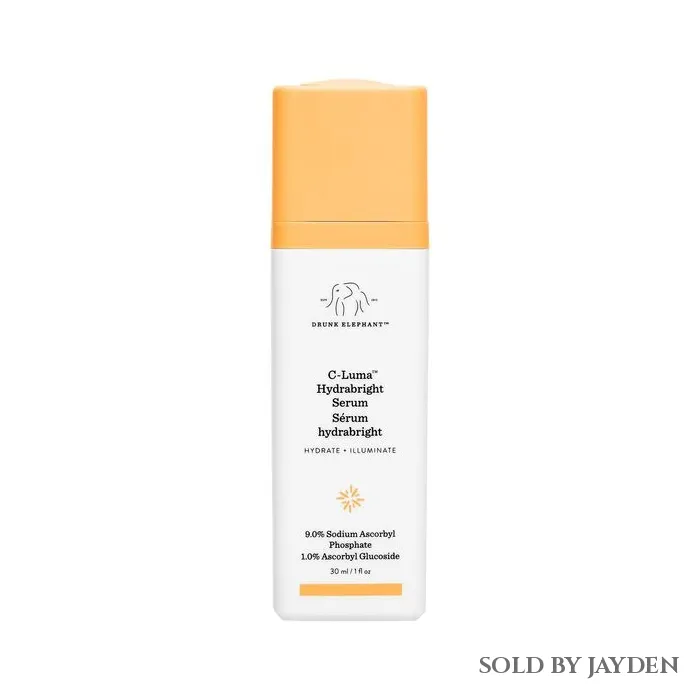 DRUNK ELEPHANT™
C-Luma™
Hydrabright
Serum
Sérum
hydrabright
HYDRATE + ILLUMINATE
9.0% Sodium Ascorbyl
Phosphate
1.0% Ascorbyl Glucoside
30 ml / 1 fl oz
SOLD BY JAYDEN